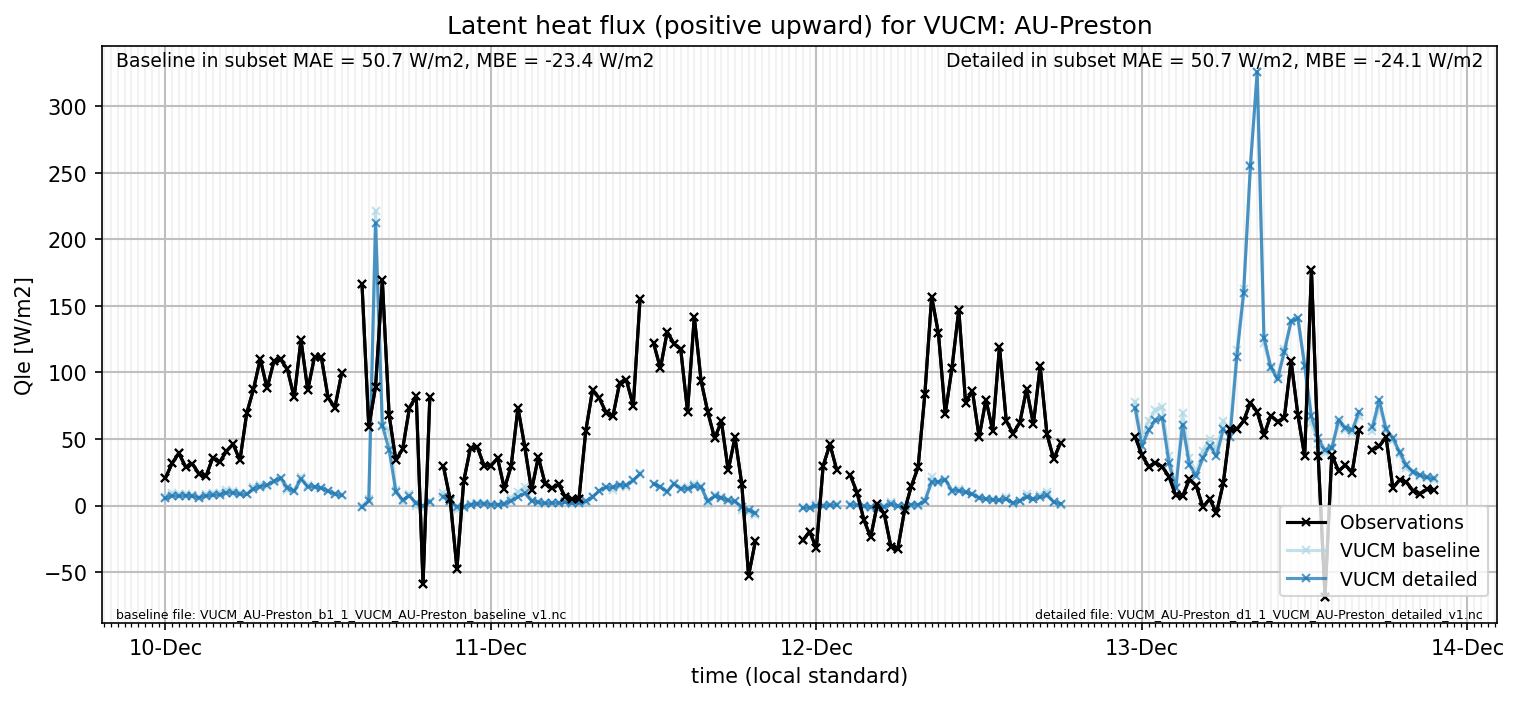 Latent heat flux (positive upward) for VUCM: AU-Preston
Baseline in subset MAE = 50.7 W/m2, MBE = -23.4 W/m2
Detailed in subset MAE = 50.7 W/m2, MBE = -24.1 W/m2
Qle [W/m2]
300
250
200
150
100
50
0
−50
Observations
VUCM baseline
VUCM detailed
baseline file: VUCM_AU-Preston_b1_1_VUCM_AU-Preston_baseline_v1.nc
detailed file: VUCM_AU-Preston_d1_1_VUCM_AU-Preston_detailed_v1.nc
10-Dec
11-Dec
12-Dec
13-Dec
14-Dec
time (local standard)